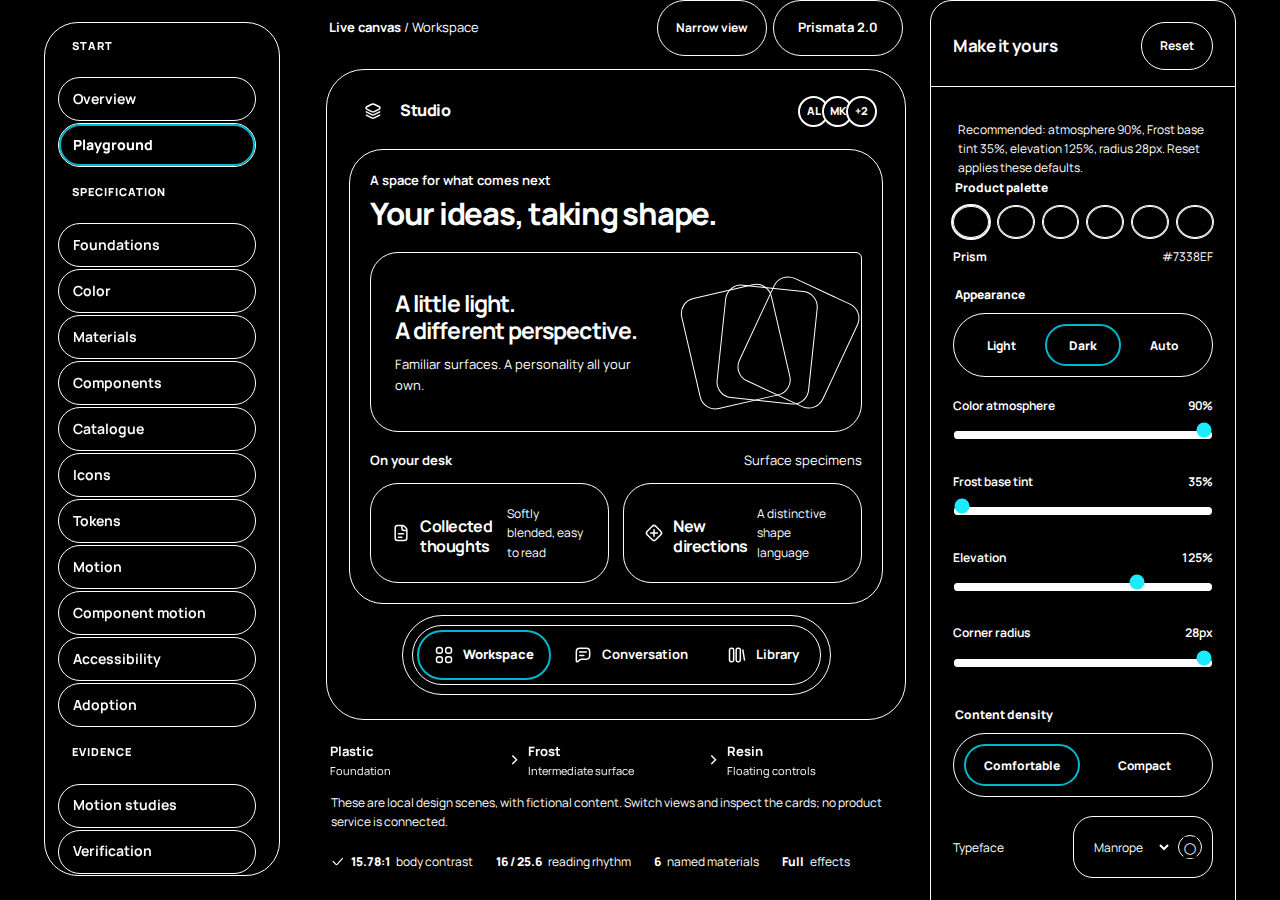 START
Overview
Playground
SPECIFICATION
Foundations
Color
Materials
Components
Catalogue
Icons
Tokens
Motion
Component motion
Accessibility
Adoption
EVIDENCE
Motion studies
Verification
Live canvas / Workspace
Narrow view
Prismata 2.0
Studio
AL
MK
+2
A space for what comes next
Your ideas, taking shape.
A little light.
A different perspective.
Familiar surfaces. A personality all your
own.
On your desk
Surface specimens
Collected
thoughts
Softly
blended, easy
to read
New
directions
A distinctive
shape
language
Workspace
Conversation
Library
Plastic
Foundation
Frost
Intermediate surface
Resin
Floating controls
These are local design scenes, with fictional content. Switch views and inspect the cards; no product
service is connected.
15.78:1 body contrast
16 / 25.6 reading rhythm
6 named materials
Full effects
Make it yours
Reset
Recommended: atmosphere 90%, Frost base
tint 35%, elevation 125%, radius 28px. Reset
applies these defaults.
Product palette
Prism
#7338EF
Appearance
Light
Dark
Auto
Color atmosphere
90%
Frost base tint
35%
Elevation
125%
Corner radius
28px
Content density
Comfortable
Compact
Typeface
Manrope